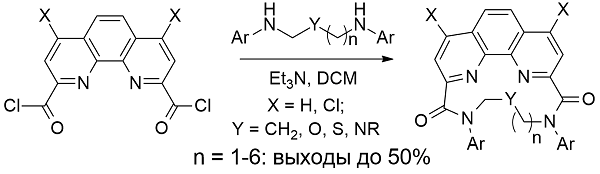 X X H N Y H N
Ar ( )n Ar
N N
Cl O O Cl
Et₃N, DCM
X = H, Cl;
Y = CH₂, O, S, NR
X X
N N
O N Y N O
Ar ( )n Ar
n = 1-6: выходы до 50%